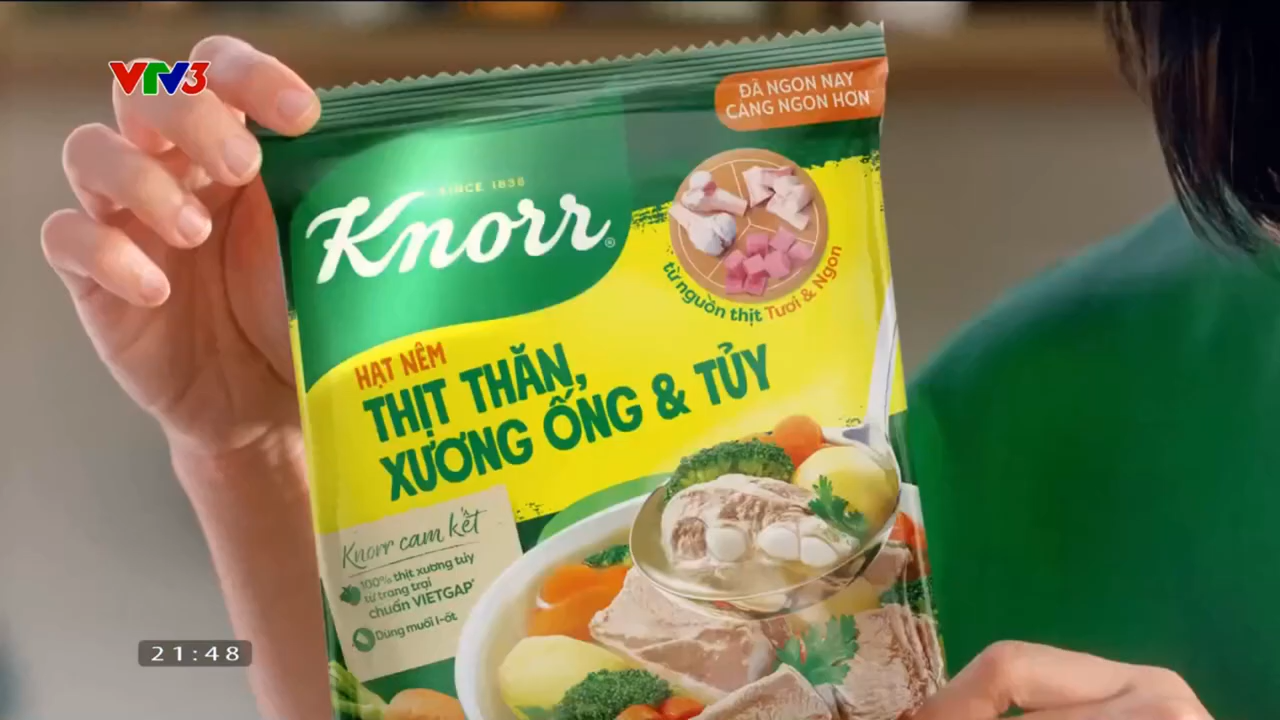 VTV3
ĐÃ NGON NAY
CÀNG NGON HƠN
SINCE 1838
Knorr®
từ nguồn thịt Tươi & Ngon
HẠT NÊM
THỊT THĂN,
XƯƠNG ỐNG & TỦY
Knorr cam kết
100% thịt xương tủy
từ trang trại
chuẩn VIETGAP*
Dùng muối I-ốt
21:48